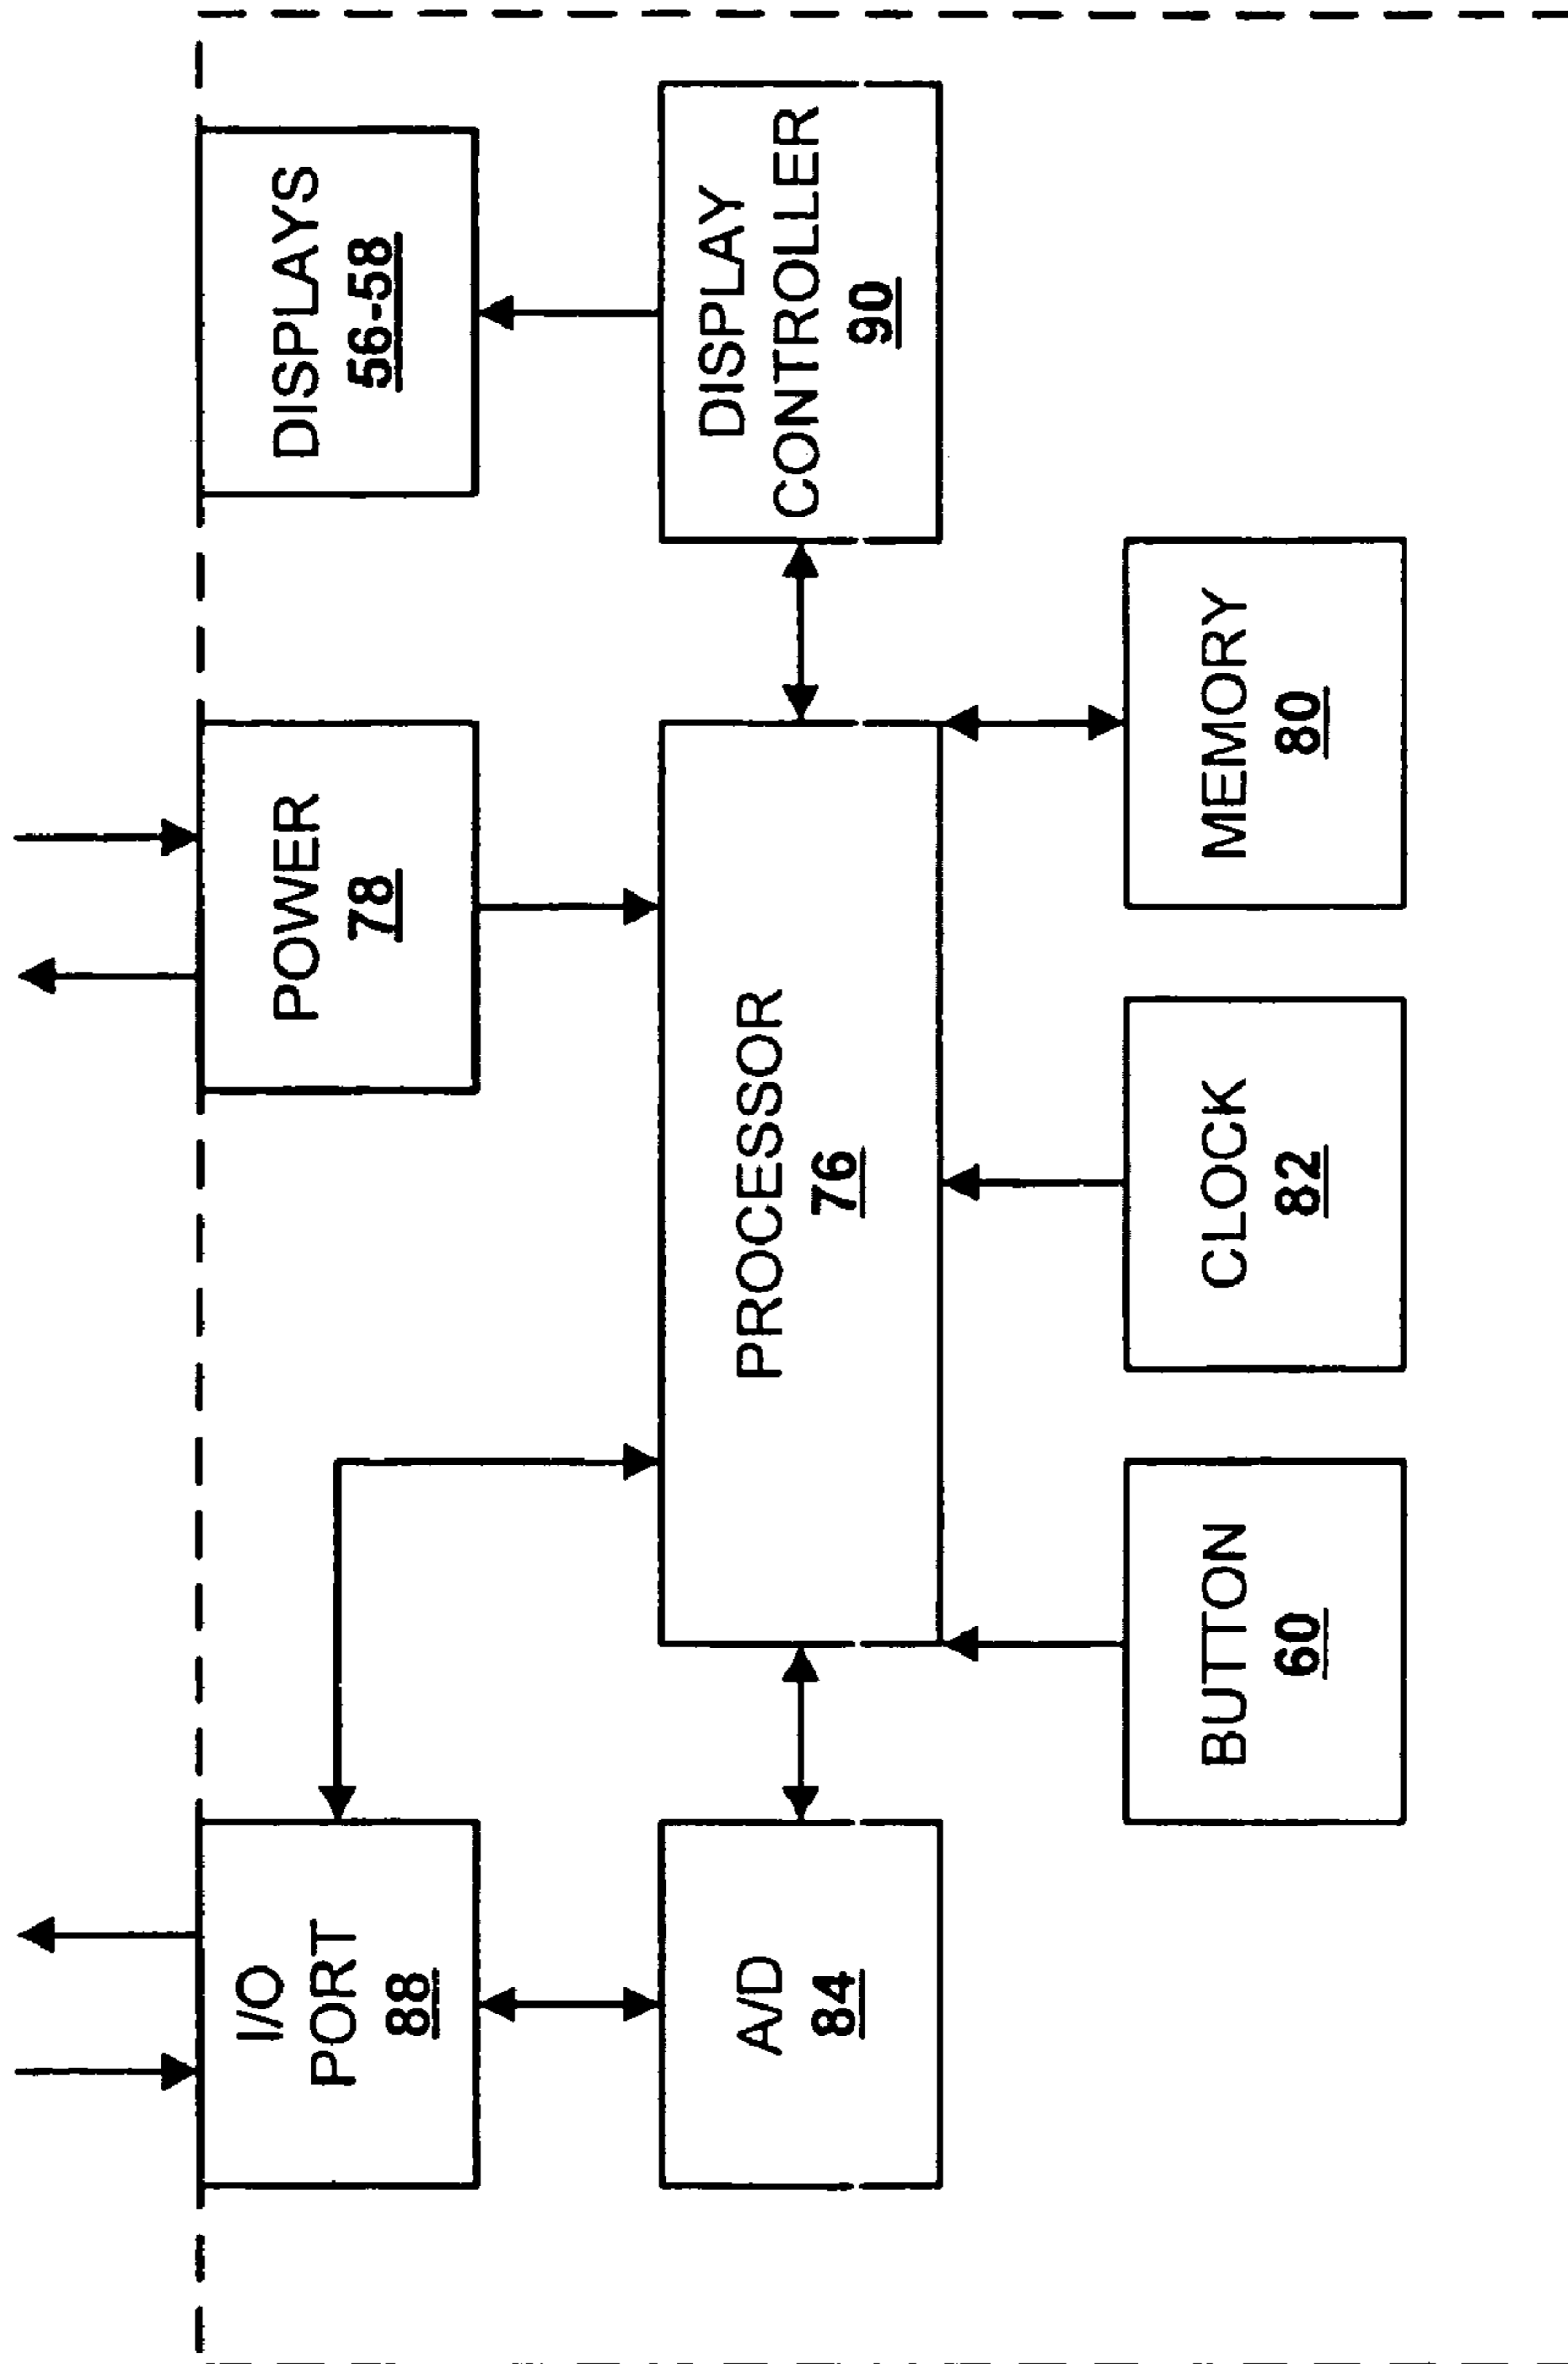 I/O
PORT
88
POWER
78
DISPLAYS
56-58
A/D
84
PROCESSOR
76
DISPLAY
CONTROLLER
90
BUTTON
60
CLOCK
82
MEMORY
80